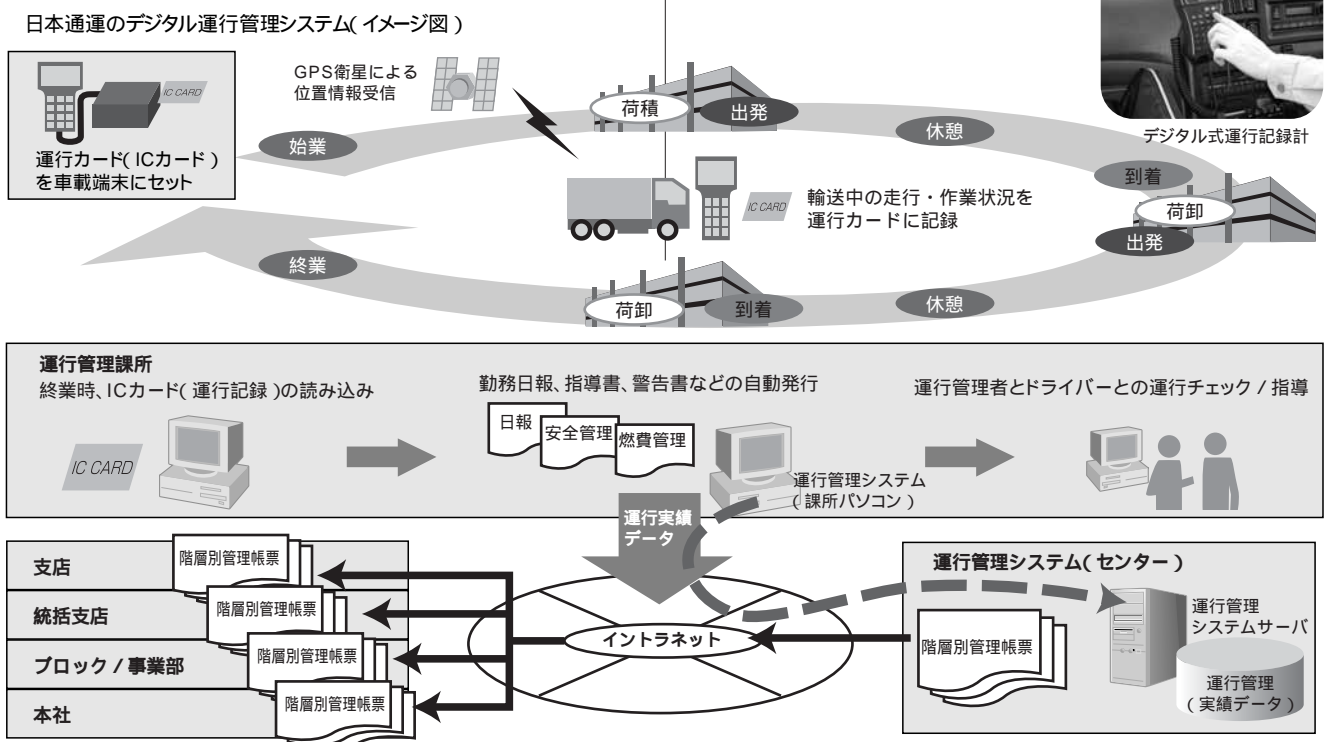 日本通運のデジタル運行管理システム(イメージ図)
IC CARD
運行カード(ICカード)
を車載端末にセット
GPS衛星による
位置情報受信
始業
荷積
出発
休憩
到着
荷卸
出発
デジタル式運行記録計
IC CARD
輸送中の走行・作業状況を
運行カードに記録
休憩
到着
荷卸
終業
運行管理課所
終業時、ICカード(運行記録)の読み込み
IC CARD
勤務日報、指導書、警告書などの自動発行
日報
安全管理
燃費管理
運行管理システム
(課所パソコン)
運行管理者とドライバーとの運行チェック / 指導
運行実績
データ
支店
階層別管理帳票
統括支店
階層別管理帳票
ブロック / 事業部
階層別管理帳票
本社
階層別管理帳票
イントラネット
運行管理システム(センター)
階層別管理帳票
運行管理
システムサーバ
運行管理
(実績データ)